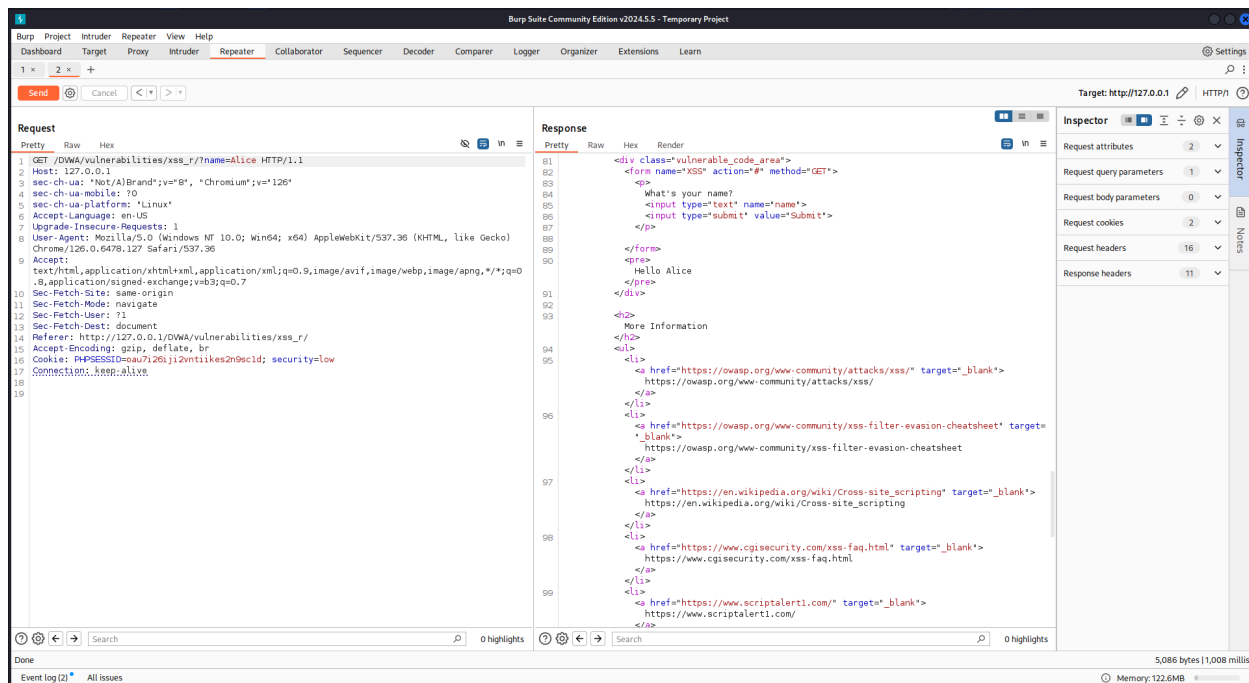 Burp Suite Community Edition v2024.5.5 - Temporary Project
Burp Project Intruder Repeater View Help
Dashboard Target Proxy Intruder Repeater Collaborator Sequencer Decoder Comparer Logger Organizer Extensions Learn Settings
1 × 2 × +
Send Cancel < > Target: http://127.0.0.1 HTTP/1
Request
Pretty Raw Hex \n
1 GET /DVWA/vulnerabilities/xss_r/?name=Alice HTTP/1.1
2 Host: 127.0.0.1
3 sec-ch-ua: "Not/A)Brand";v="8", "Chromium";v="126"
4 sec-ch-ua-mobile: ?0
5 sec-ch-ua-platform: "Linux"
6 Accept-Language: en-US
7 Upgrade-Insecure-Requests: 1
8 User-Agent: Mozilla/5.0 (Windows NT 10.0; Win64; x64) AppleWebKit/537.36 (KHTML, like Gecko)
Chrome/126.0.6478.127 Safari/537.36
9 Accept:
text/html,application/xhtml+xml,application/xml;q=0.9,image/avif,image/webp,image/apng,*/*;q=0
.8,application/signed-exchange;v=b3;q=0.7
10 Sec-Fetch-Site: same-origin
11 Sec-Fetch-Mode: navigate
12 Sec-Fetch-User: ?1
13 Sec-Fetch-Dest: document
14 Referer: http://127.0.0.1/DVWA/vulnerabilities/xss_r/
15 Accept-Encoding: gzip, deflate, br
16 Cookie: PHPSESSID=oau7i26iji2vntiikes2n9sc1d; security=low
17 Connection: keep-alive
18
19
Search 0 highlights
Response
Pretty Raw Hex Render \n
81 <div class="vulnerable_code_area">
82 <form name="XSS" action="#" method="GET">
83 <p>
84 What's your name?
85 <input type="text" name="name">
86 <input type="submit" value="Submit">
87 </p>
88
89 </form>
90 <pre>
Hello Alice
</pre>
91 </div>
92
93 <h2>
More Information
</h2>
94 <ul>
95 <li>
<a href="https://owasp.org/www-community/attacks/xss/" target="_blank">
https://owasp.org/www-community/attacks/xss/
</a>
</li>
96 <li>
<a href="https://owasp.org/www-community/xss-filter-evasion-cheatsheet" target=
"_blank">
https://owasp.org/www-community/xss-filter-evasion-cheatsheet
</a>
</li>
97 <li>
<a href="https://en.wikipedia.org/wiki/Cross-site_scripting" target="_blank">
https://en.wikipedia.org/wiki/Cross-site_scripting
</a>
</li>
98 <li>
<a href="https://www.cgisecurity.com/xss-faq.html" target="_blank">
https://www.cgisecurity.com/xss-faq.html
</a>
</li>
99 <li>
<a href="https://www.scriptalert1.com/" target="_blank">
https://www.scriptalert1.com/
</a>
Search 0 highlights
Inspector
Request attributes 2
Request query parameters 1
Request body parameters 0
Request cookies 2
Request headers 16
Response headers 11
Inspector
Notes
Done 5,086 bytes | 1,008 millis
Event log (2) All issues Memory: 122.6MB